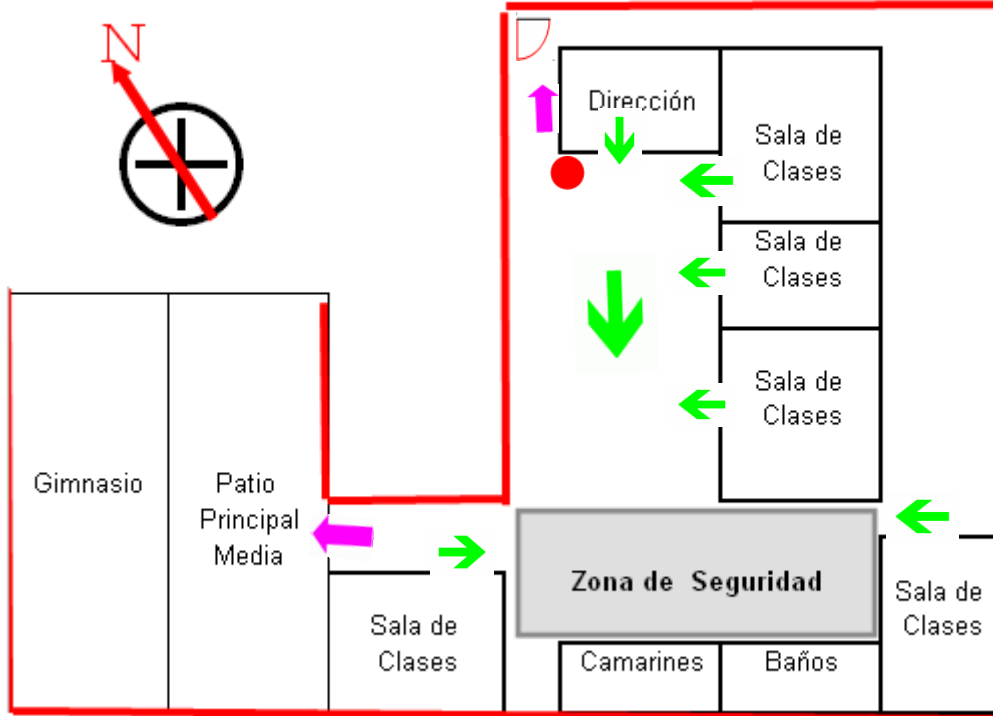 N
Dirección
Sala de
Clases
Sala de
Clases
Sala de
Clases
Gimnasio
Patio
Principal
Media
Zona de Seguridad
Sala de
Clases
Sala de
Clases
Camarines
Baños